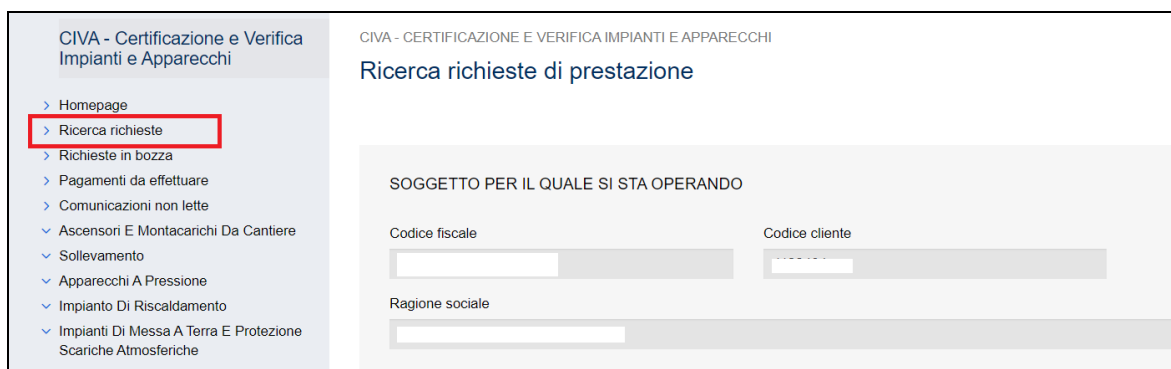 CIVA - Certificazione e Verifica
Impianti e Apparecchi
Homepage
Ricerca richieste
Richieste in bozza
Pagamenti da effettuare
Comunicazioni non lette
Ascensori E Montacarichi Da Cantiere
Sollevamento
Apparecchi A Pressione
Impianto Di Riscaldamento
Impianti Di Messa A Terra E Protezione
Scariche Atmosferiche
CIVA - CERTIFICAZIONE E VERIFICA IMPIANTI E APPARECCHI
Ricerca richieste di prestazione
SOGGETTO PER IL QUALE SI STA OPERANDO
Codice fiscale
Codice cliente
Ragione sociale